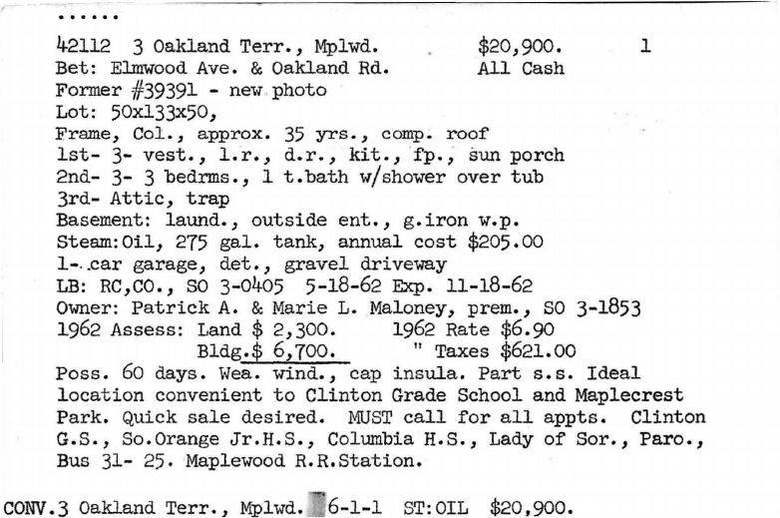 ......
42112 3 Oakland Terr., Mplwd. $20,900. 1
Bet: Elmwood Ave. & Oakland Rd. All Cash
Former #39391 - new photo
Lot: 50x133x50,
Frame, Col., approx. 35 yrs., comp. roof
1st- 3- vest., l.r., d.r., kit., fp., sun porch
2nd- 3- 3 bedrms., 1 t.bath w/shower over tub
3rd- Attic, trap
Basement: laund., outside ent., g.iron w.p.
Steam:Oil, 275 gal. tank, annual cost $205.00
1-..car garage, det., gravel driveway
LB: RC,CO., SO 3-0405 5-18-62 Exp. 11-18-62
Owner: Patrick A. & Marie L. Maloney, prem., SO 3-1853
1962 Assess: Land $ 2,300. 1962 Rate $6.90
Bldg.$ 6,700. " Taxes $621.00
Poss. 60 days. Wea. wind., cap insula. Part s.s. Ideal
location convenient to Clinton Grade School and Maplecrest
Park. Quick sale desired. MUST call for all appts. Clinton
G.S., So.Orange Jr.H.S., Columbia H.S., Lady of Sor., Paro.,
Bus 31- 25. Maplewood R.R.Station.
CONV.3 Oakland Terr., Mplwd. 6-1-1 ST:OIL $20,900.